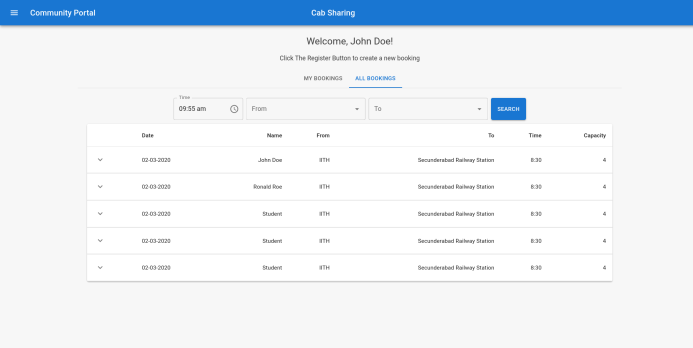 Community Portal Cab Sharing
Welcome, John Doe!
Click The Register Button to create a new booking
MY BOOKINGS ALL BOOKINGS
Time
09:55 am From To SEARCH
Date Name From To Time Capacity
02-03-2020 John Doe IITH Secunderabad Railway Station 8:30 4
02-03-2020 Ronald Roe IITH Secunderabad Railway Station 8:30 4
02-03-2020 Student IITH Secunderabad Railway Station 8:30 4
02-03-2020 Student IITH Secunderabad Railway Station 8:30 4
02-03-2020 Student IITH Secunderabad Railway Station 8:30 4